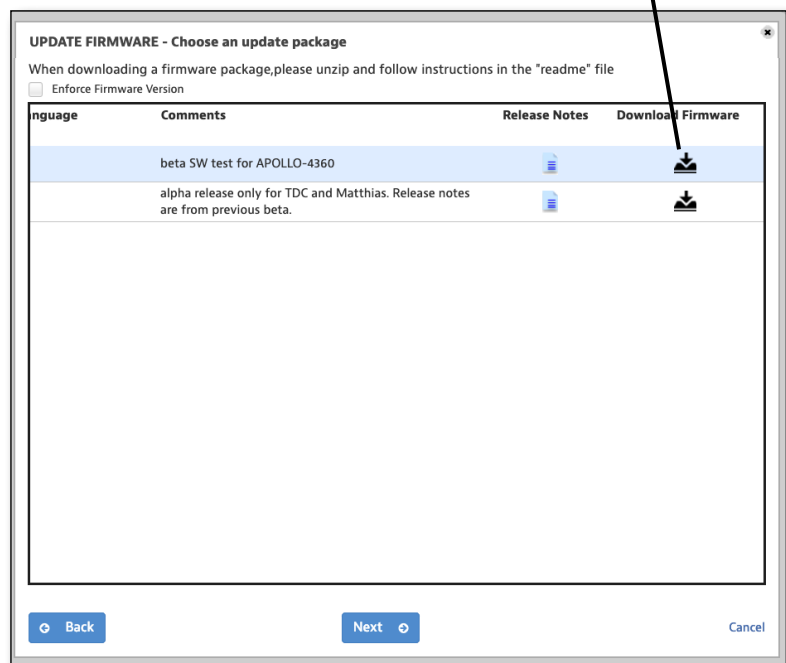 UPDATE FIRMWARE - Choose an update package
When downloading a firmware package,please unzip and follow instructions in the "readme" file
Enforce Firmware Version
nguage Comments Release Notes Download Firmware
beta SW test for APOLLO-4360
alpha release only for TDC and Matthias. Release notes
are from previous beta.
Back Next Cancel